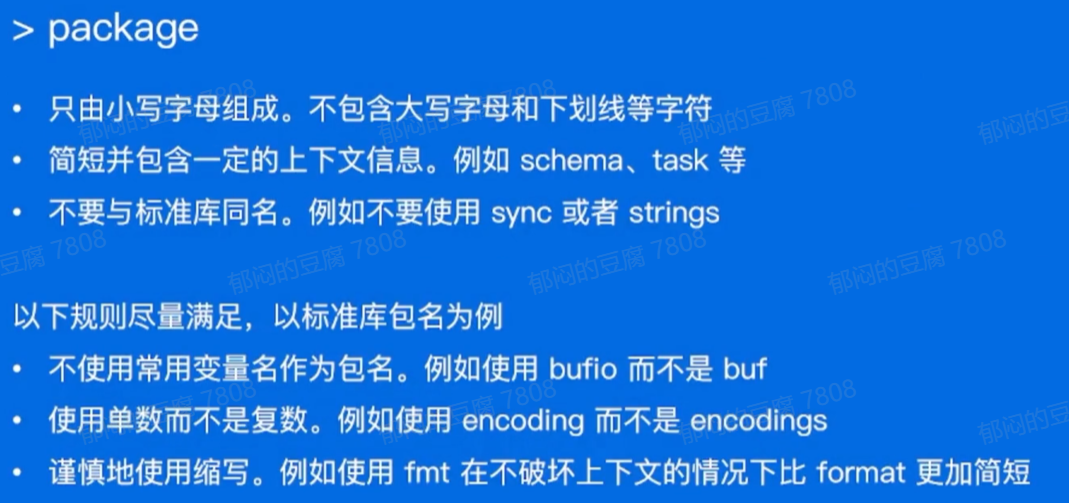 > package
• 只由小写字母组成。不包含大写字母和下划线等字符
• 简短并包含一定的上下文信息。例如 schema、task 等
• 不要与标准库同名。例如不要使用 sync 或者 strings
以下规则尽量满足，以标准库包名为例
• 不使用常用变量名作为包名。例如使用 bufio 而不是 buf
• 使用单数而不是复数。例如使用 encoding 而不是 encodings
• 谨慎地使用缩写。例如使用 fmt 在不破坏上下文的情况下比 format 更加简短
郁闷的豆腐 7808